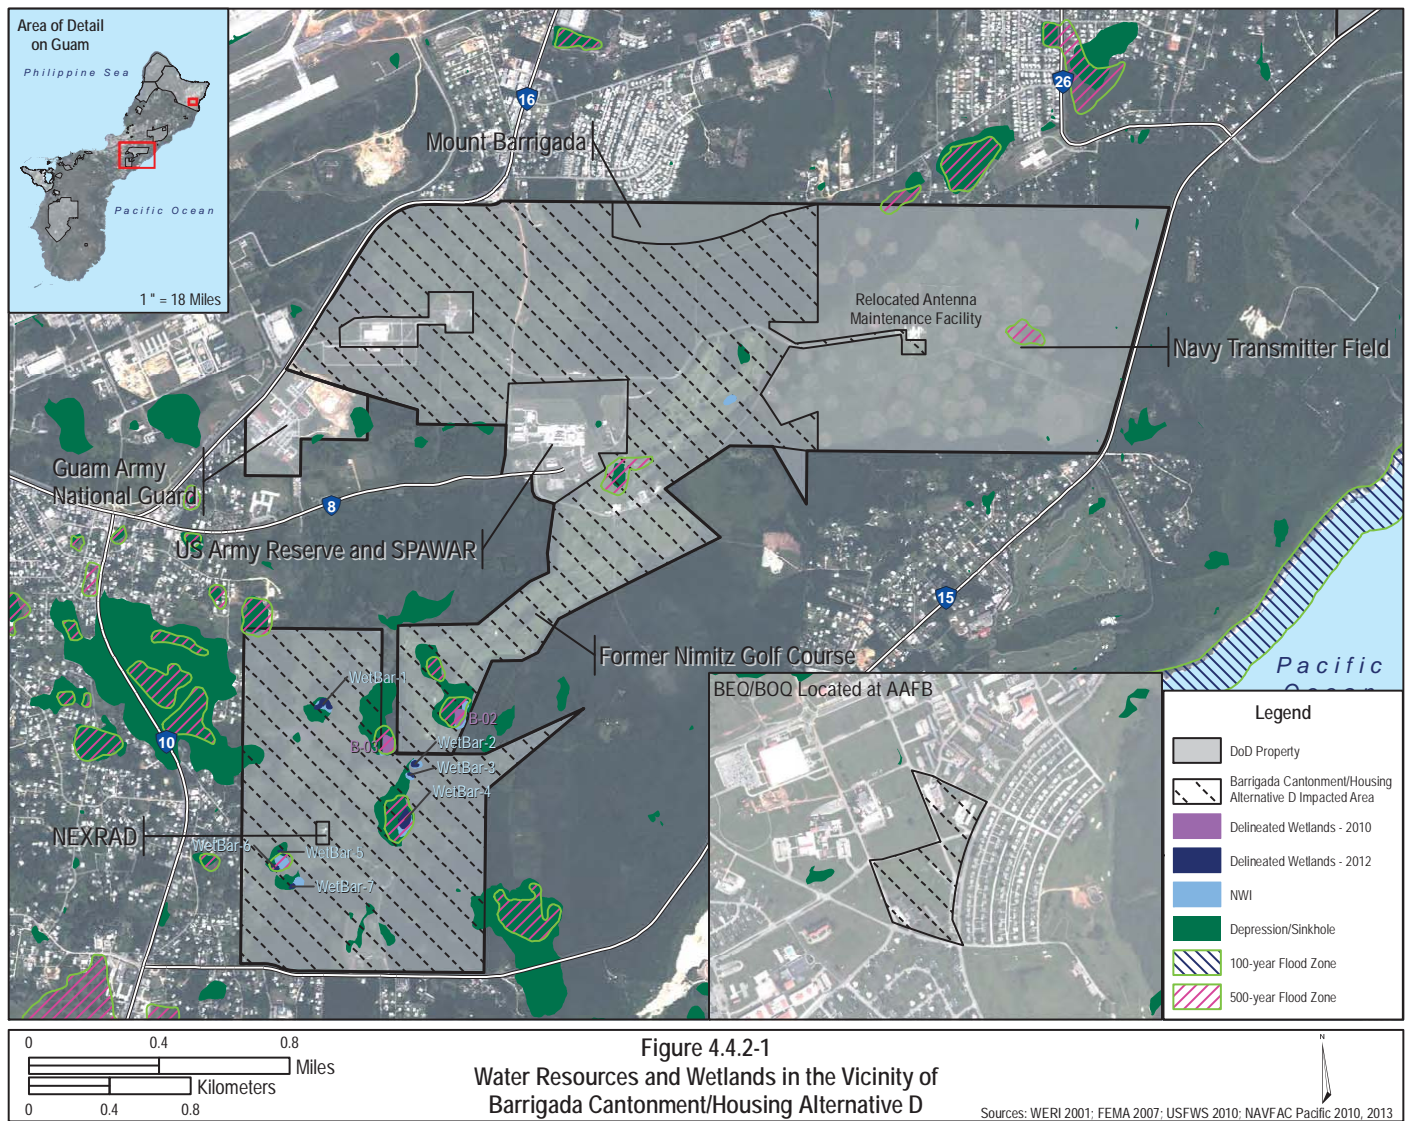 Area of Detail
on Guam
Philippine Sea
Pacific Ocean
1 " = 18 Miles
16
26
Mount Barrigada
Relocated Antenna
Maintenance Facility
Navy Transmitter Field
Guam Army
National Guard
8
US Army Reserve and SPAWAR
15
Former Nimitz Golf Course
Pacific
WetBar-1
B-02
B-03
WetBar-2
WetBar-3
WetBar-4
10
NEXRAD
WetBar-6
WetBar-5
WetBar-7
BEQ/BOQ Located at AAFB
Legend
DoD Property
Barrigada Cantonment/Housing
Alternative D Impacted Area
Delineated Wetlands - 2010
Delineated Wetlands - 2012
NWI
Depression/Sinkhole
100-year Flood Zone
500-year Flood Zone
0 0.4 0.8
Miles
Kilometers
0 0.4 0.8
Figure 4.4.2-1
Water Resources and Wetlands in the Vicinity of
Barrigada Cantonment/Housing Alternative D
N
Sources: WERI 2001; FEMA 2007; USFWS 2010; NAVFAC Pacific 2010, 2013